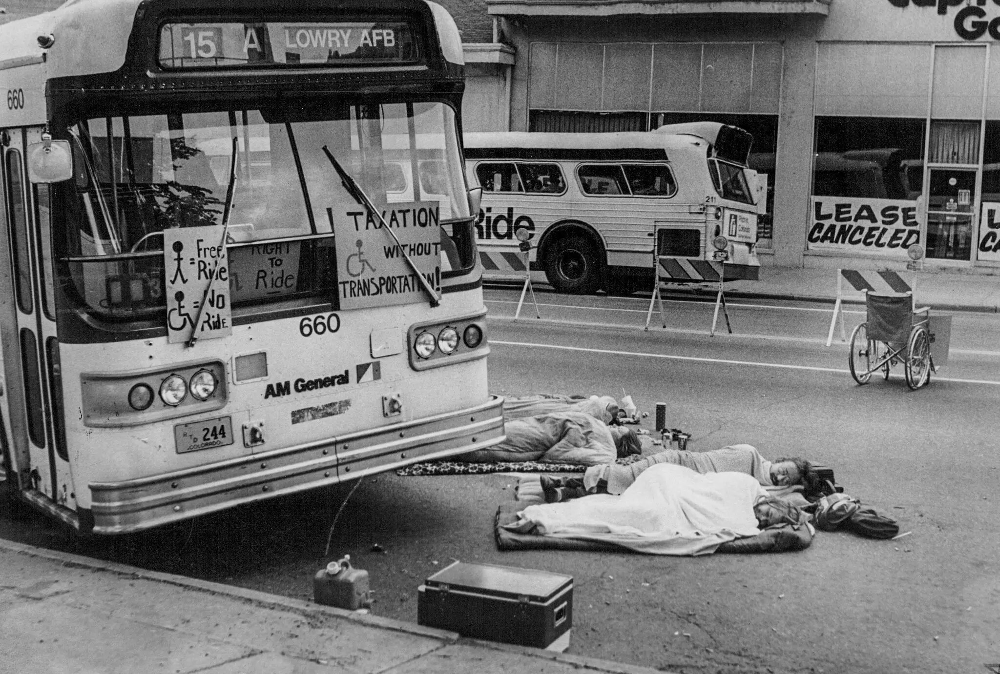 15 A LOWRY AFB
660
Go
211
Ride
LEASE
CANCELED
TAXATION
WITHOUT
TRANSPORTATION!
= Free
Ride
= NO
Ride
RIGHT
TO
Ride
660
AM General
RTD 244
COLORADO